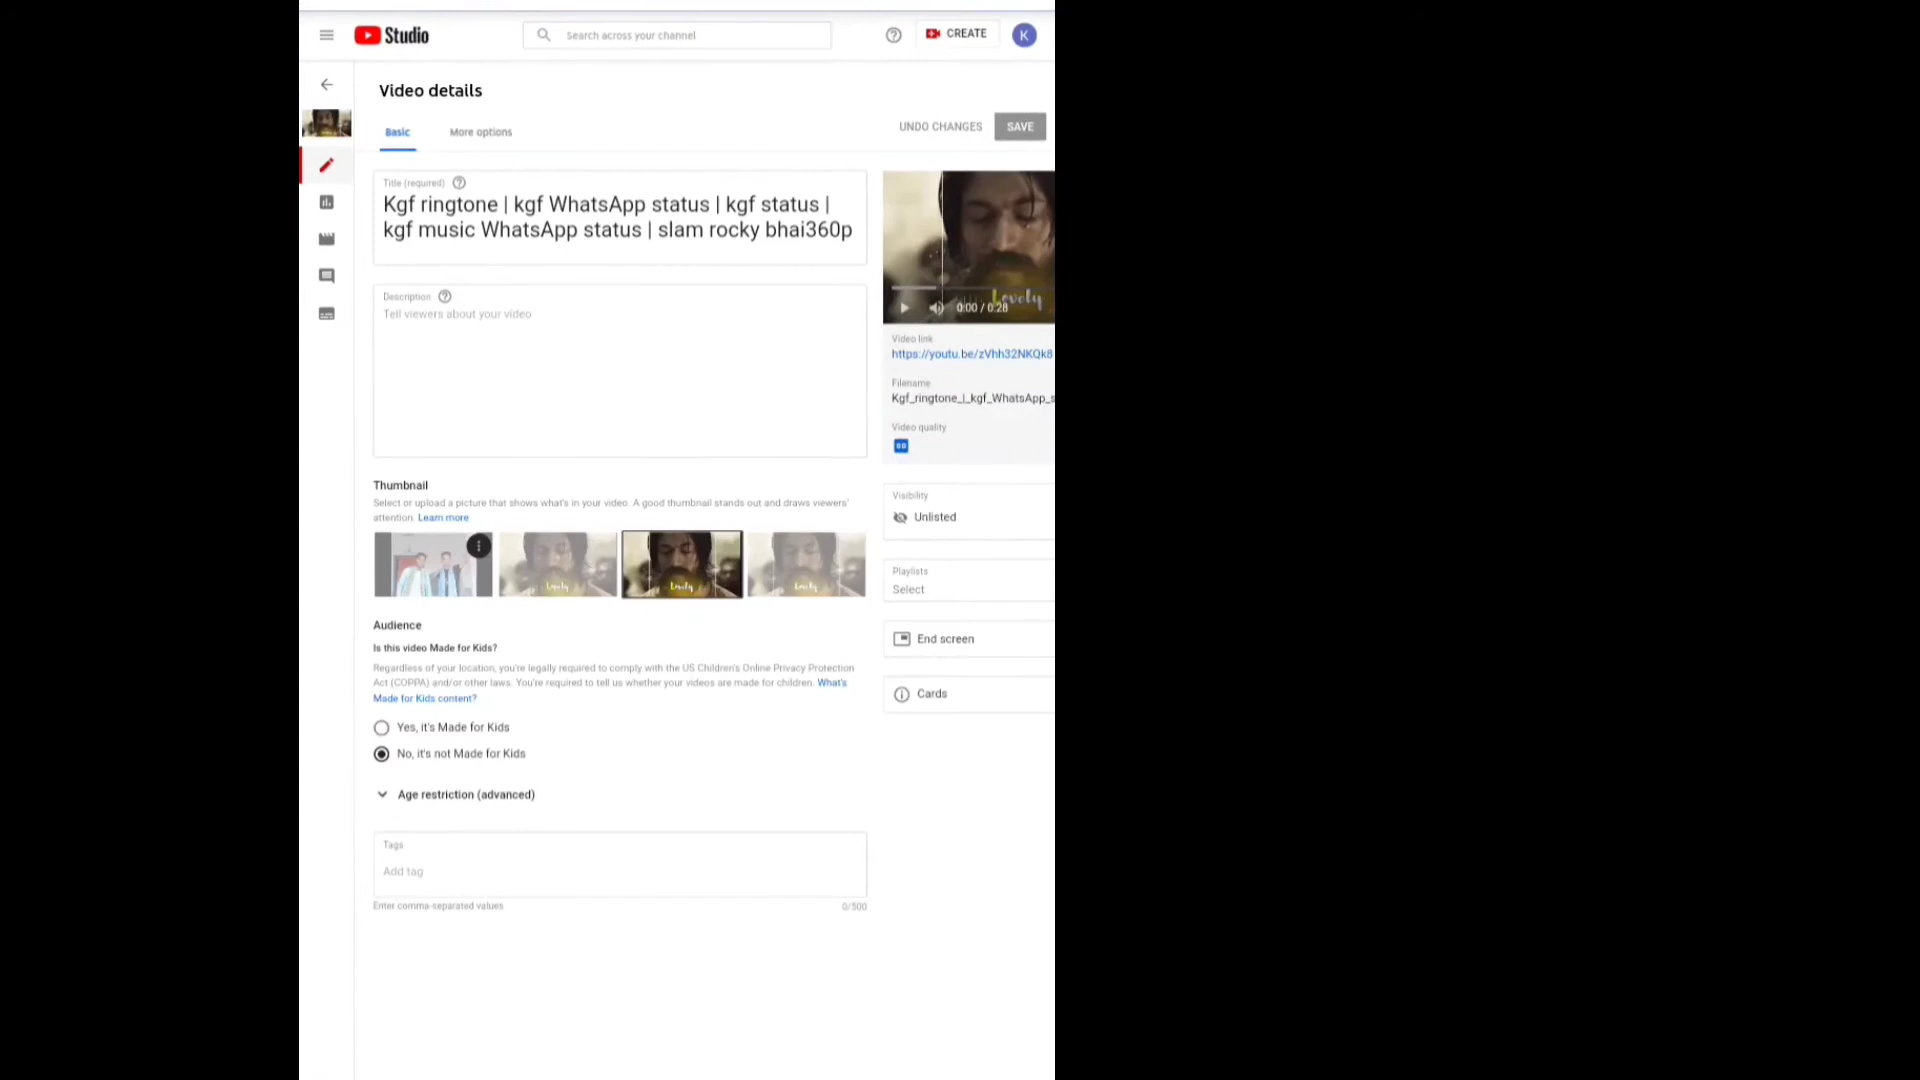 Studio
Search across your channel
CREATE
K
Video details
Basic
More options
UNDO CHANGES
SAVE
Title (required)
Kgf ringtone | kgf WhatsApp status | kgf status |
kgf music WhatsApp status | slam rocky bhai360p
Description
Tell viewers about your video
Lovely
0:00 / 0:28
Video link
https://youtu.be/zVhh32NKQk8
Filename
Kgf_ringtone_|_kgf_WhatsApp_s
Video quality
SD
Visibility
Unlisted
Playlists
Select
End screen
Cards
Thumbnail
Select or upload a picture that shows what's in your video. A good thumbnail stands out and draws viewers'
attention. Learn more
Lovely
Lovely
Lovely
Audience
Is this video Made for Kids?
Regardless of your location, you're legally required to comply with the US Children's Online Privacy Protection
Act (COPPA) and/or other laws. You're required to tell us whether your videos are made for children. What's
Made for Kids content?
Yes, it's Made for Kids
No, it's not Made for Kids
Age restriction (advanced)
Tags
Add tag
Enter comma-separated values
0/500